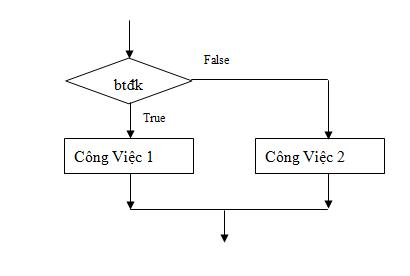 False
btđk
True
Công Việc 1
Công Việc 2